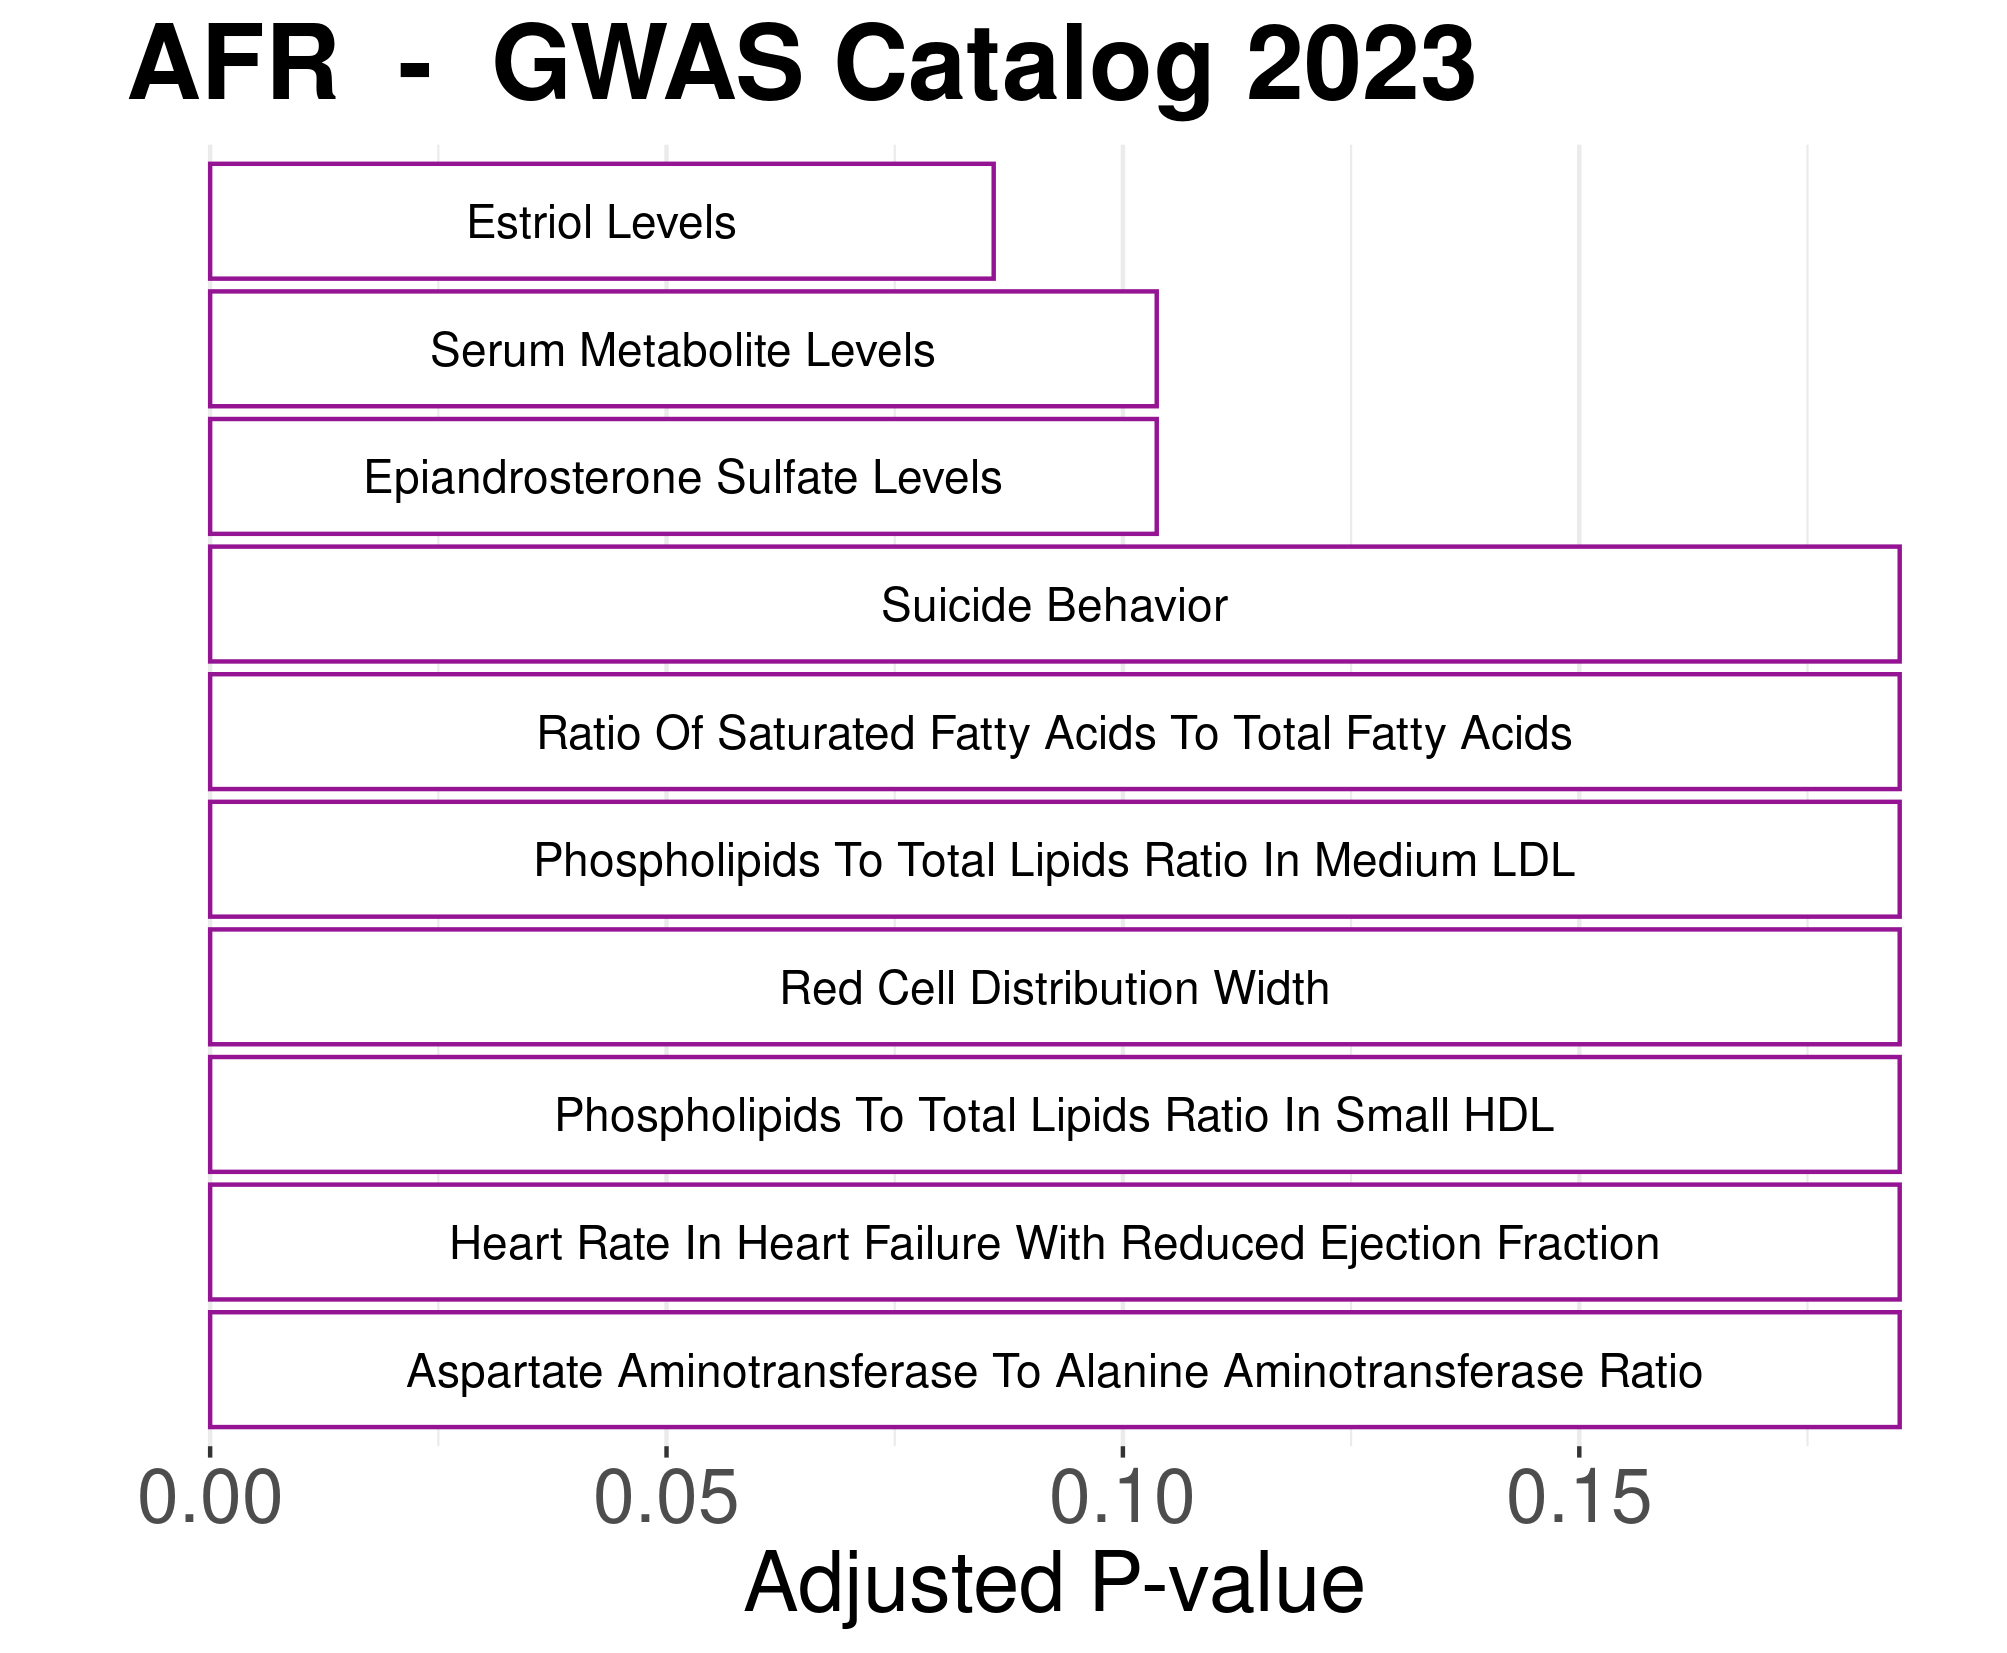 AFR - GWAS Catalog 2023
Estriol Levels
Serum Metabolite Levels
Epiandrosterone Sulfate Levels
Suicide Behavior
Ratio Of Saturated Fatty Acids To Total Fatty Acids
Phospholipids To Total Lipids Ratio In Medium LDL
Red Cell Distribution Width
Phospholipids To Total Lipids Ratio In Small HDL
Heart Rate In Heart Failure With Reduced Ejection Fraction
Aspartate Aminotransferase To Alanine Aminotransferase Ratio
0.00 0.05 0.10 0.15
Adjusted P-value